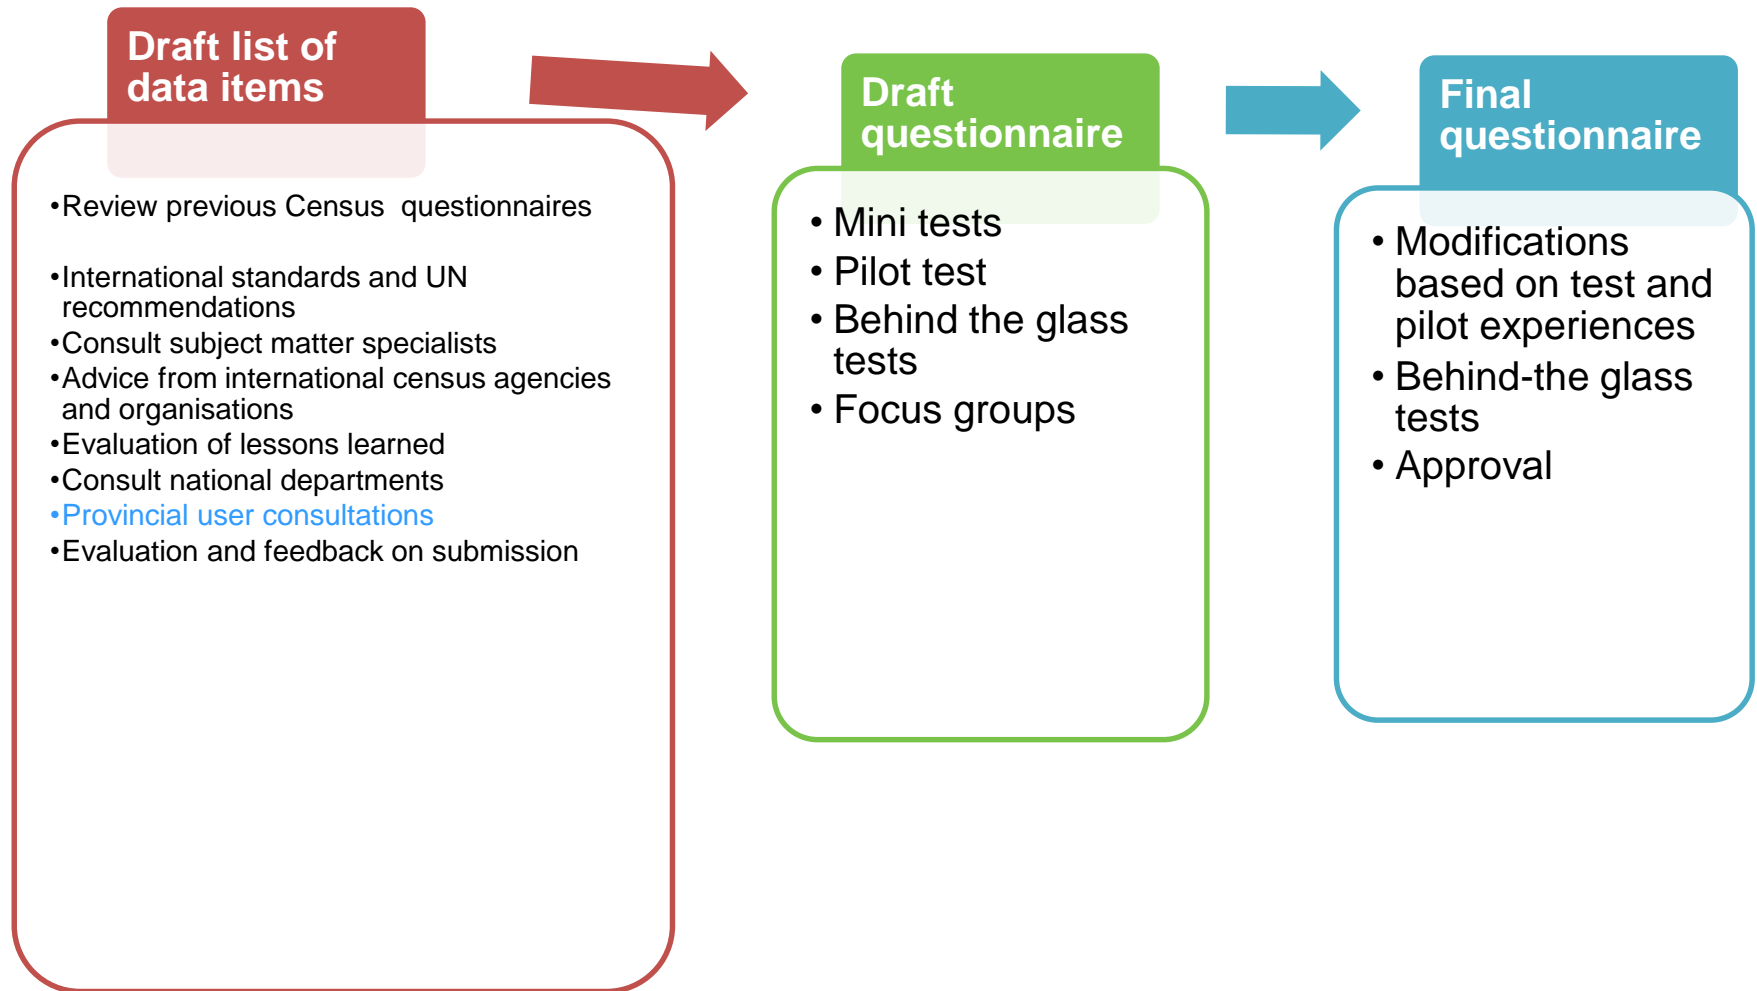 Draft list of
data items
•Review previous Census  questionnaires
•International standards and UN
recommendations
•Consult subject matter specialists
•Advice from international census agencies
and organisations
•Evaluation of lessons learned
•Consult national departments
•Provincial user consultations
•Evaluation and feedback on submission
Draft
questionnaire
• Mini tests
• Pilot test
• Behind the glass
tests
• Focus groups
Final
questionnaire
• Modifications
based on test and
pilot experiences
• Behind-the glass
tests
• Approval